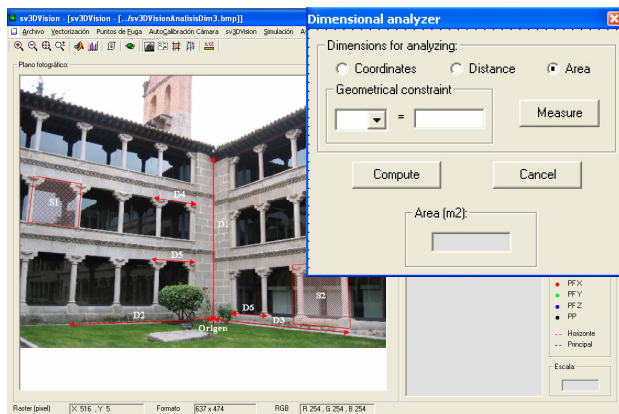 sv3DVision - [sv3DVision - [../sv3DVisionAnalisisDim3.bmp]]
Archivo Vectorización Puntos de Fuga AutoCalibración Cámara sv3DVision Simulación
Plano fotográfico:
S1
D4
D1
D5
S2
D6
D2
D3
Origen
Dimensional analyzer
Dimensions for analyzing:
Coordinates Distance Area
Geometrical constraint
=
Measure
Compute Cancel
Area (m2):
PFX
PFY
PFZ
PP
Horizonte
Principal
Escala:
Raster (pixel) X 516 , Y 5 Formato 637 x 474 RGB R 254 , G 254 , B 254